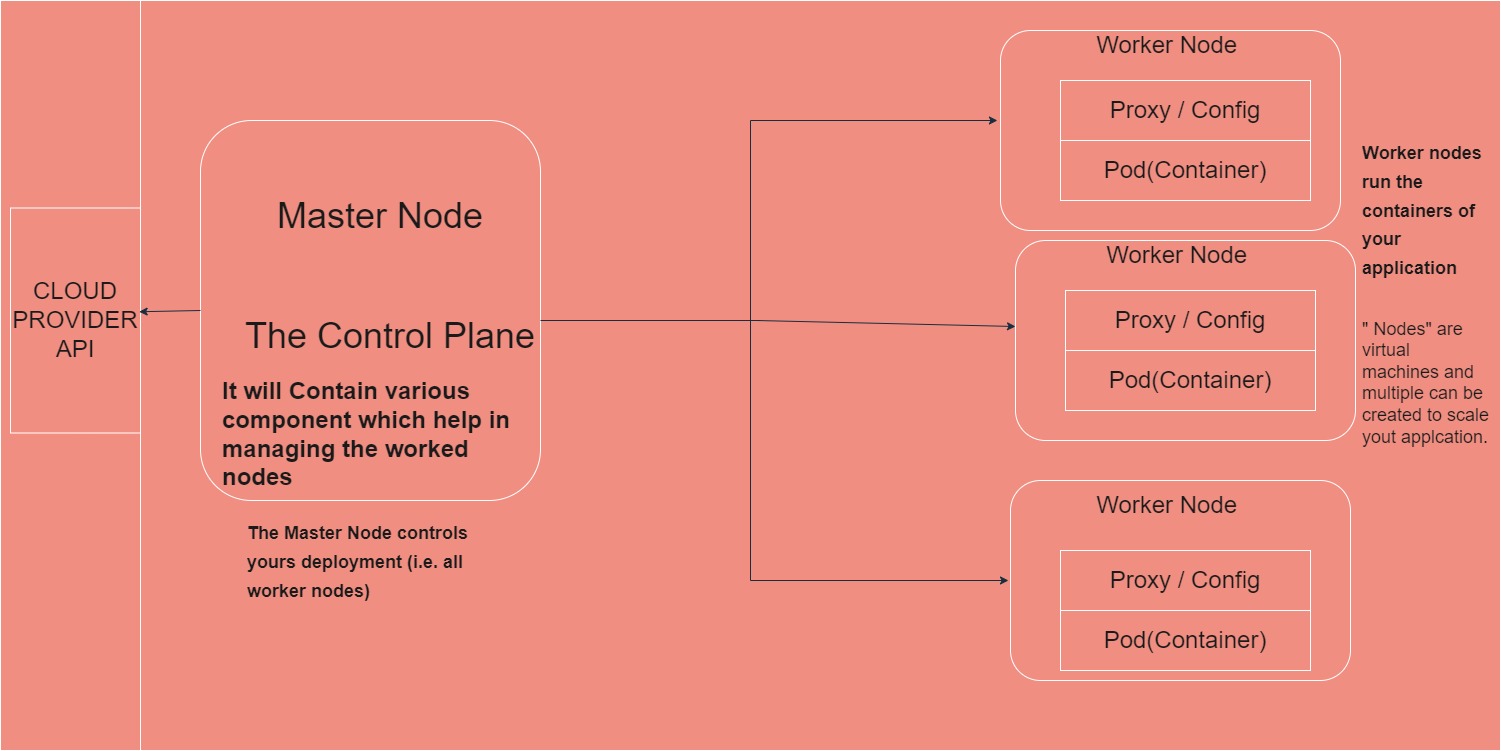 CLOUD
PROVIDER
API
Master Node
The Control Plane
It will Contain various
component which help in
managing the worked
nodes
The Master Node controls
yours deployment (i.e. all
worker nodes)
Worker Node
Proxy / Config
Pod(Container)
Worker Node
Proxy / Config
Pod(Container)
Worker Node
Proxy / Config
Pod(Container)
Worker nodes
run the
containers of
your
application
" Nodes" are
virtual
machines and
multiple can be
created to scale
yout applcation.